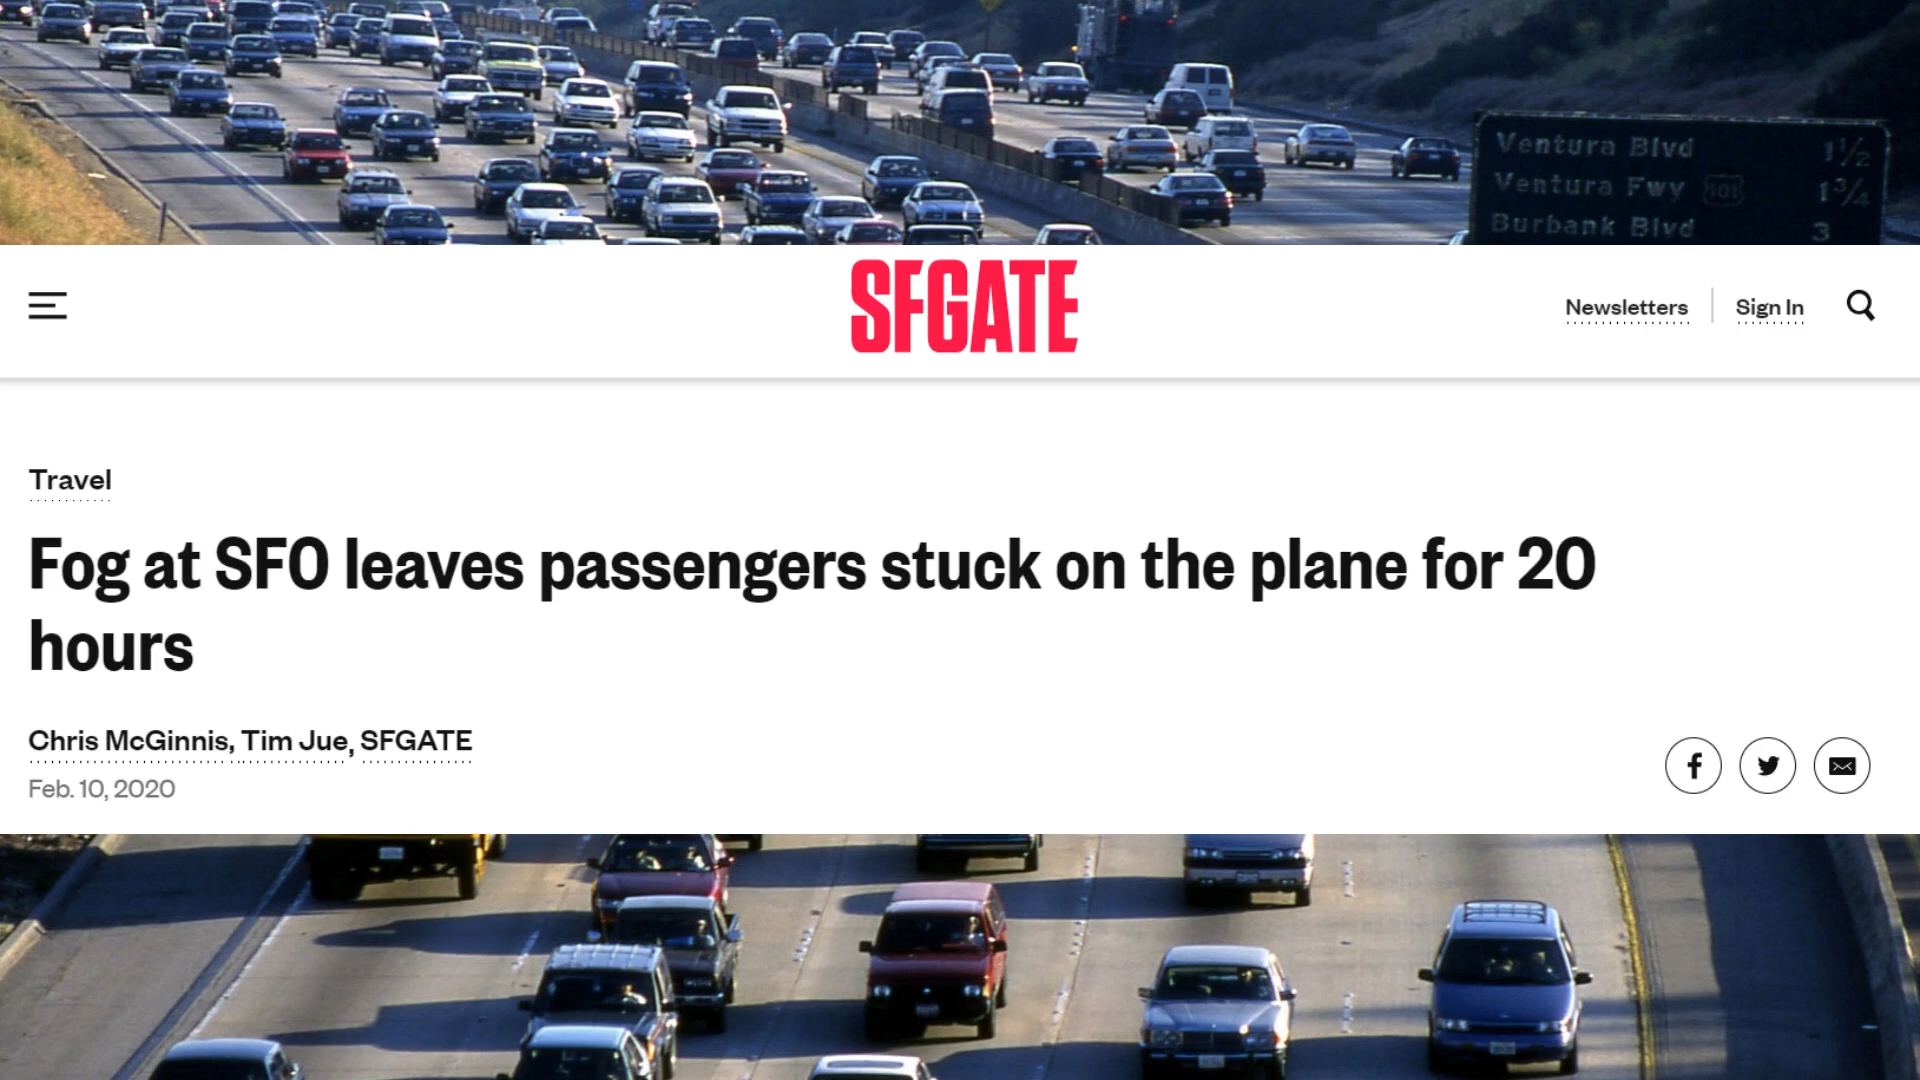 Ventura Blvd 1½
Ventura Fwy 101 1¾
Burbank Blvd 3
SFGATE
Newsletters
Sign In
Travel
Fog at SFO leaves passengers stuck on the plane for 20
hours
Chris McGinnis, Tim Jue, SFGATE
Feb. 10, 2020